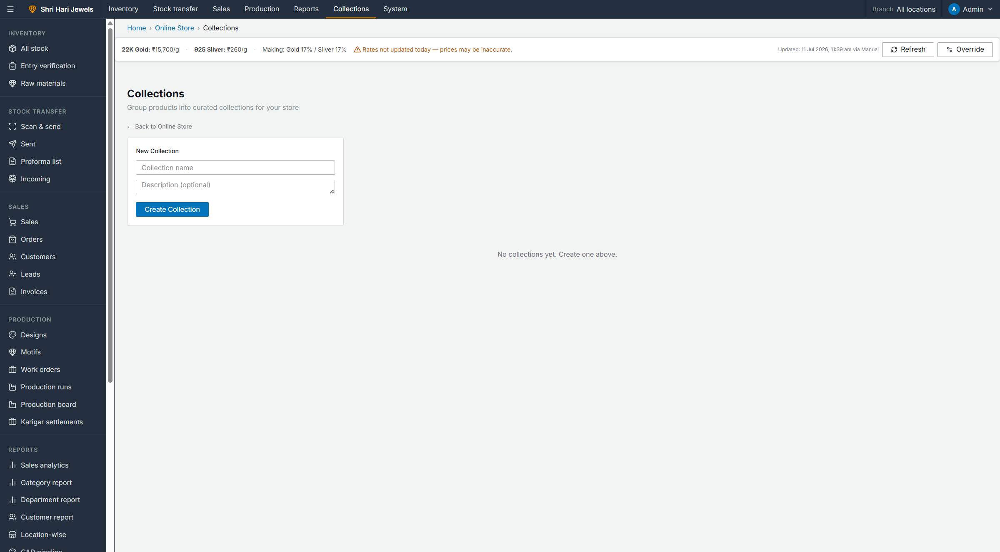 Shri Hari Jewels
Inventory
Stock transfer
Sales
Production
Reports
Collections
System
Branch All locations
A Admin
INVENTORY
All stock
Entry verification
Raw materials
STOCK TRANSFER
Scan & send
Sent
Proforma list
Incoming
SALES
Sales
Orders
Customers
Leads
Invoices
PRODUCTION
Designs
Motifs
Work orders
Production runs
Production board
Karigar settlements
REPORTS
Sales analytics
Category report
Department report
Customer report
Location-wise
CAD pipeline
Home › Online Store › Collections
22K Gold: ₹15,700/g · 925 Silver: ₹260/g · Making: Gold 17% / Silver 17% Rates not updated today — prices may be inaccurate.
Updated: 11 Jul 2026, 11:39 am via Manual
Refresh
Override
Collections
Group products into curated collections for your store
← Back to Online Store
New Collection
Collection name
Description (optional)
Create Collection
No collections yet. Create one above.